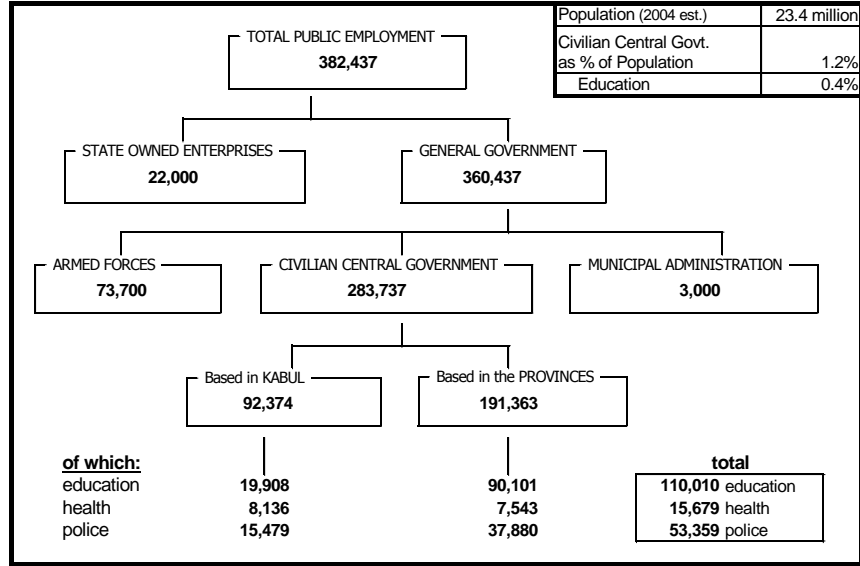 Population (2004 est.) 23.4 million
Civilian Central Govt.
as % of Population 1.2%
Education 0.4%
TOTAL PUBLIC EMPLOYMENT
382,437
STATE OWNED ENTERPRISES
22,000
GENERAL GOVERNMENT
360,437
ARMED FORCES
73,700
CIVILIAN CENTRAL GOVERNMENT
283,737
MUNICIPAL ADMINISTRATION
3,000
Based in KABUL
92,374
Based in the PROVINCES
191,363
of which: total
education 19,908 90,101 110,010 education
health 8,136 7,543 15,679 health
police 15,479 37,880 53,359 police